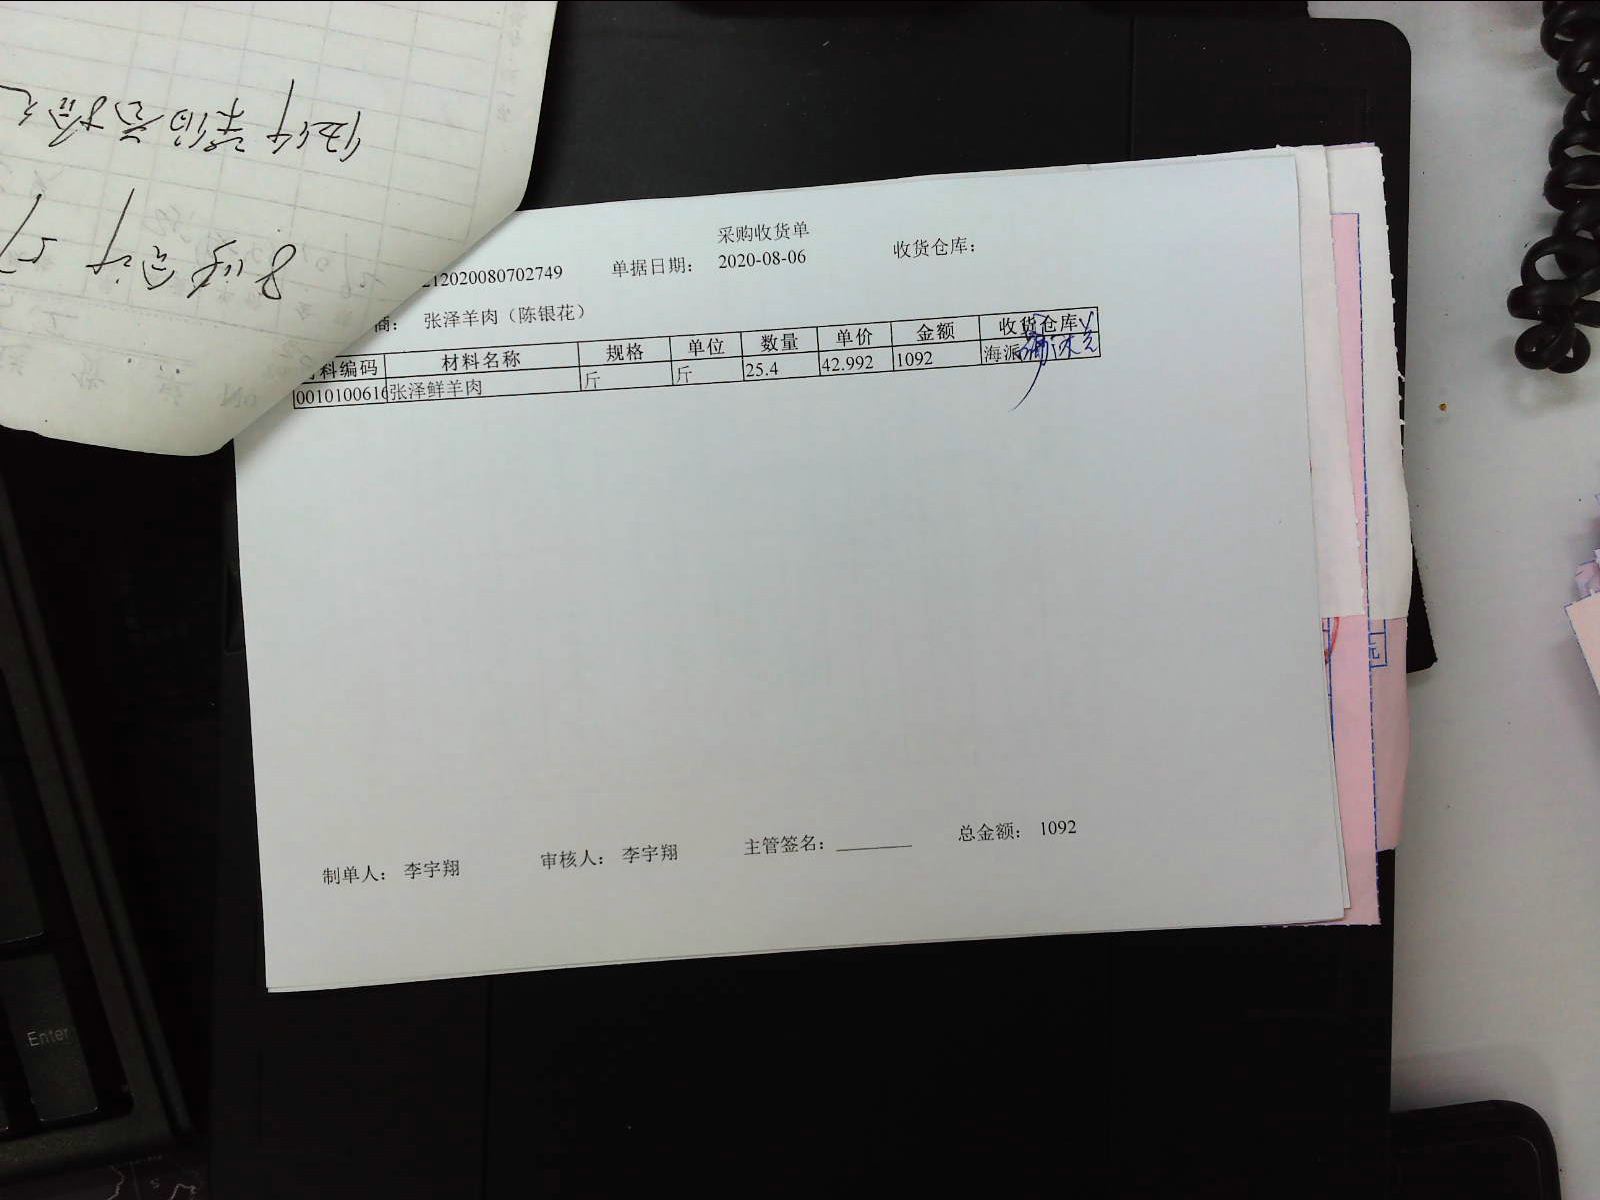 采购收货单
12020080702749 单据日期： 2020-08-06 收货仓库：
商： 张泽羊肉（陈银花）
料编码 材料名称 规格 单位 数量 单价 金额 收货仓库
0010100616 张泽鲜羊肉 斤 斤 25.4 42.992 1092 海派
制单人： 李宇翔 审核人： 李宇翔 主管签名： 总金额： 1092
Enter